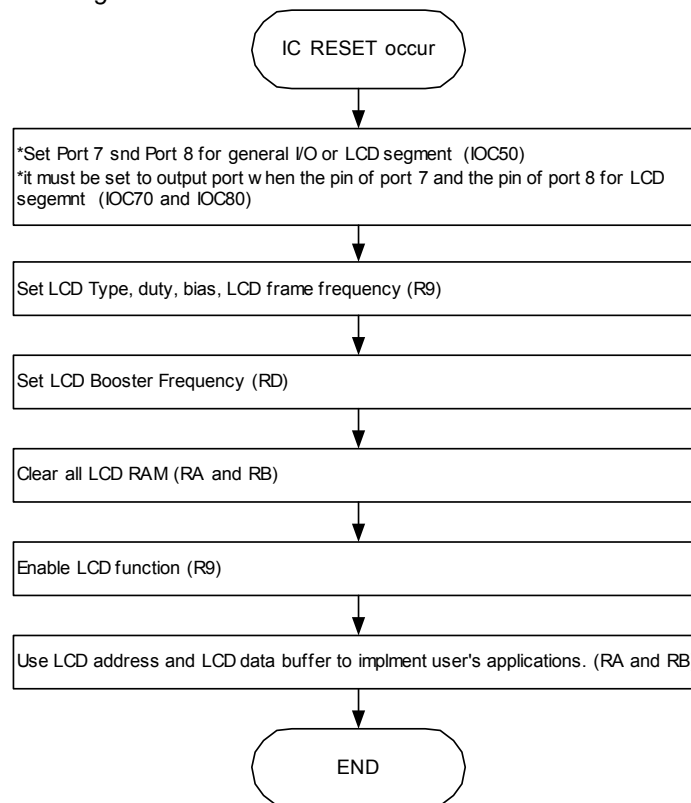 IC RESET occur
*Set Port 7 snd Port 8 for general I/O or LCD segment (IOC50)
*it must be set to output port when the pin of port 7 and the pin of port 8 for LCD
segemnt (IOC70 and IOC80)
Set LCD Type, duty, bias, LCD frame frequency (R9)
Set LCD Booster Frequency (RD)
Clear all LCD RAM (RA and RB)
Enable LCD function (R9)
Use LCD address and LCD data buffer to implment user's applications. (RA and RB
END